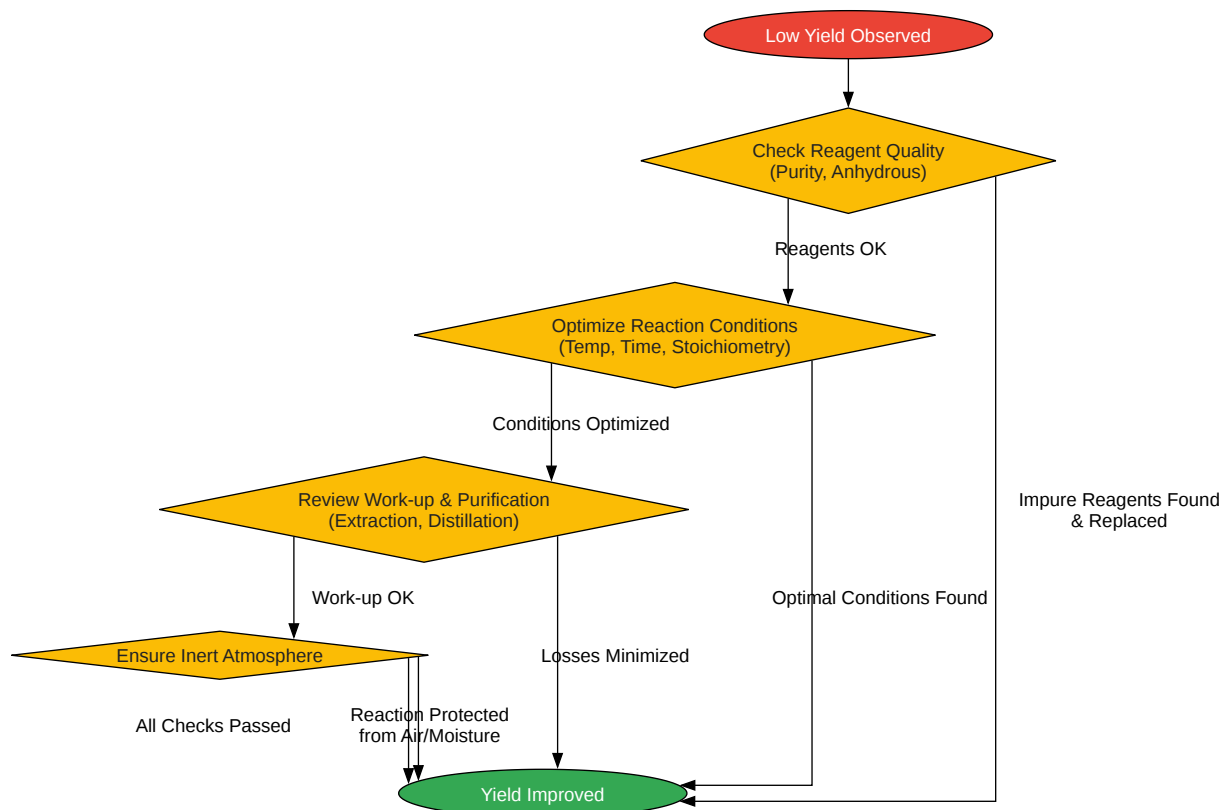 Low Yield Observed
Check Reagent Quality
(Purity, Anhydrous)
Reagents OK
Optimize Reaction Conditions
(Temp, Time, Stoichiometry)
Conditions Optimized
Review Work-up & Purification
(Extraction, Distillation)
Impure Reagents Found
& Replaced
Work-up OK
Optimal Conditions Found
Ensure Inert Atmosphere
Losses Minimized
All Checks Passed
Reaction Protected
from Air/Moisture
Yield Improved